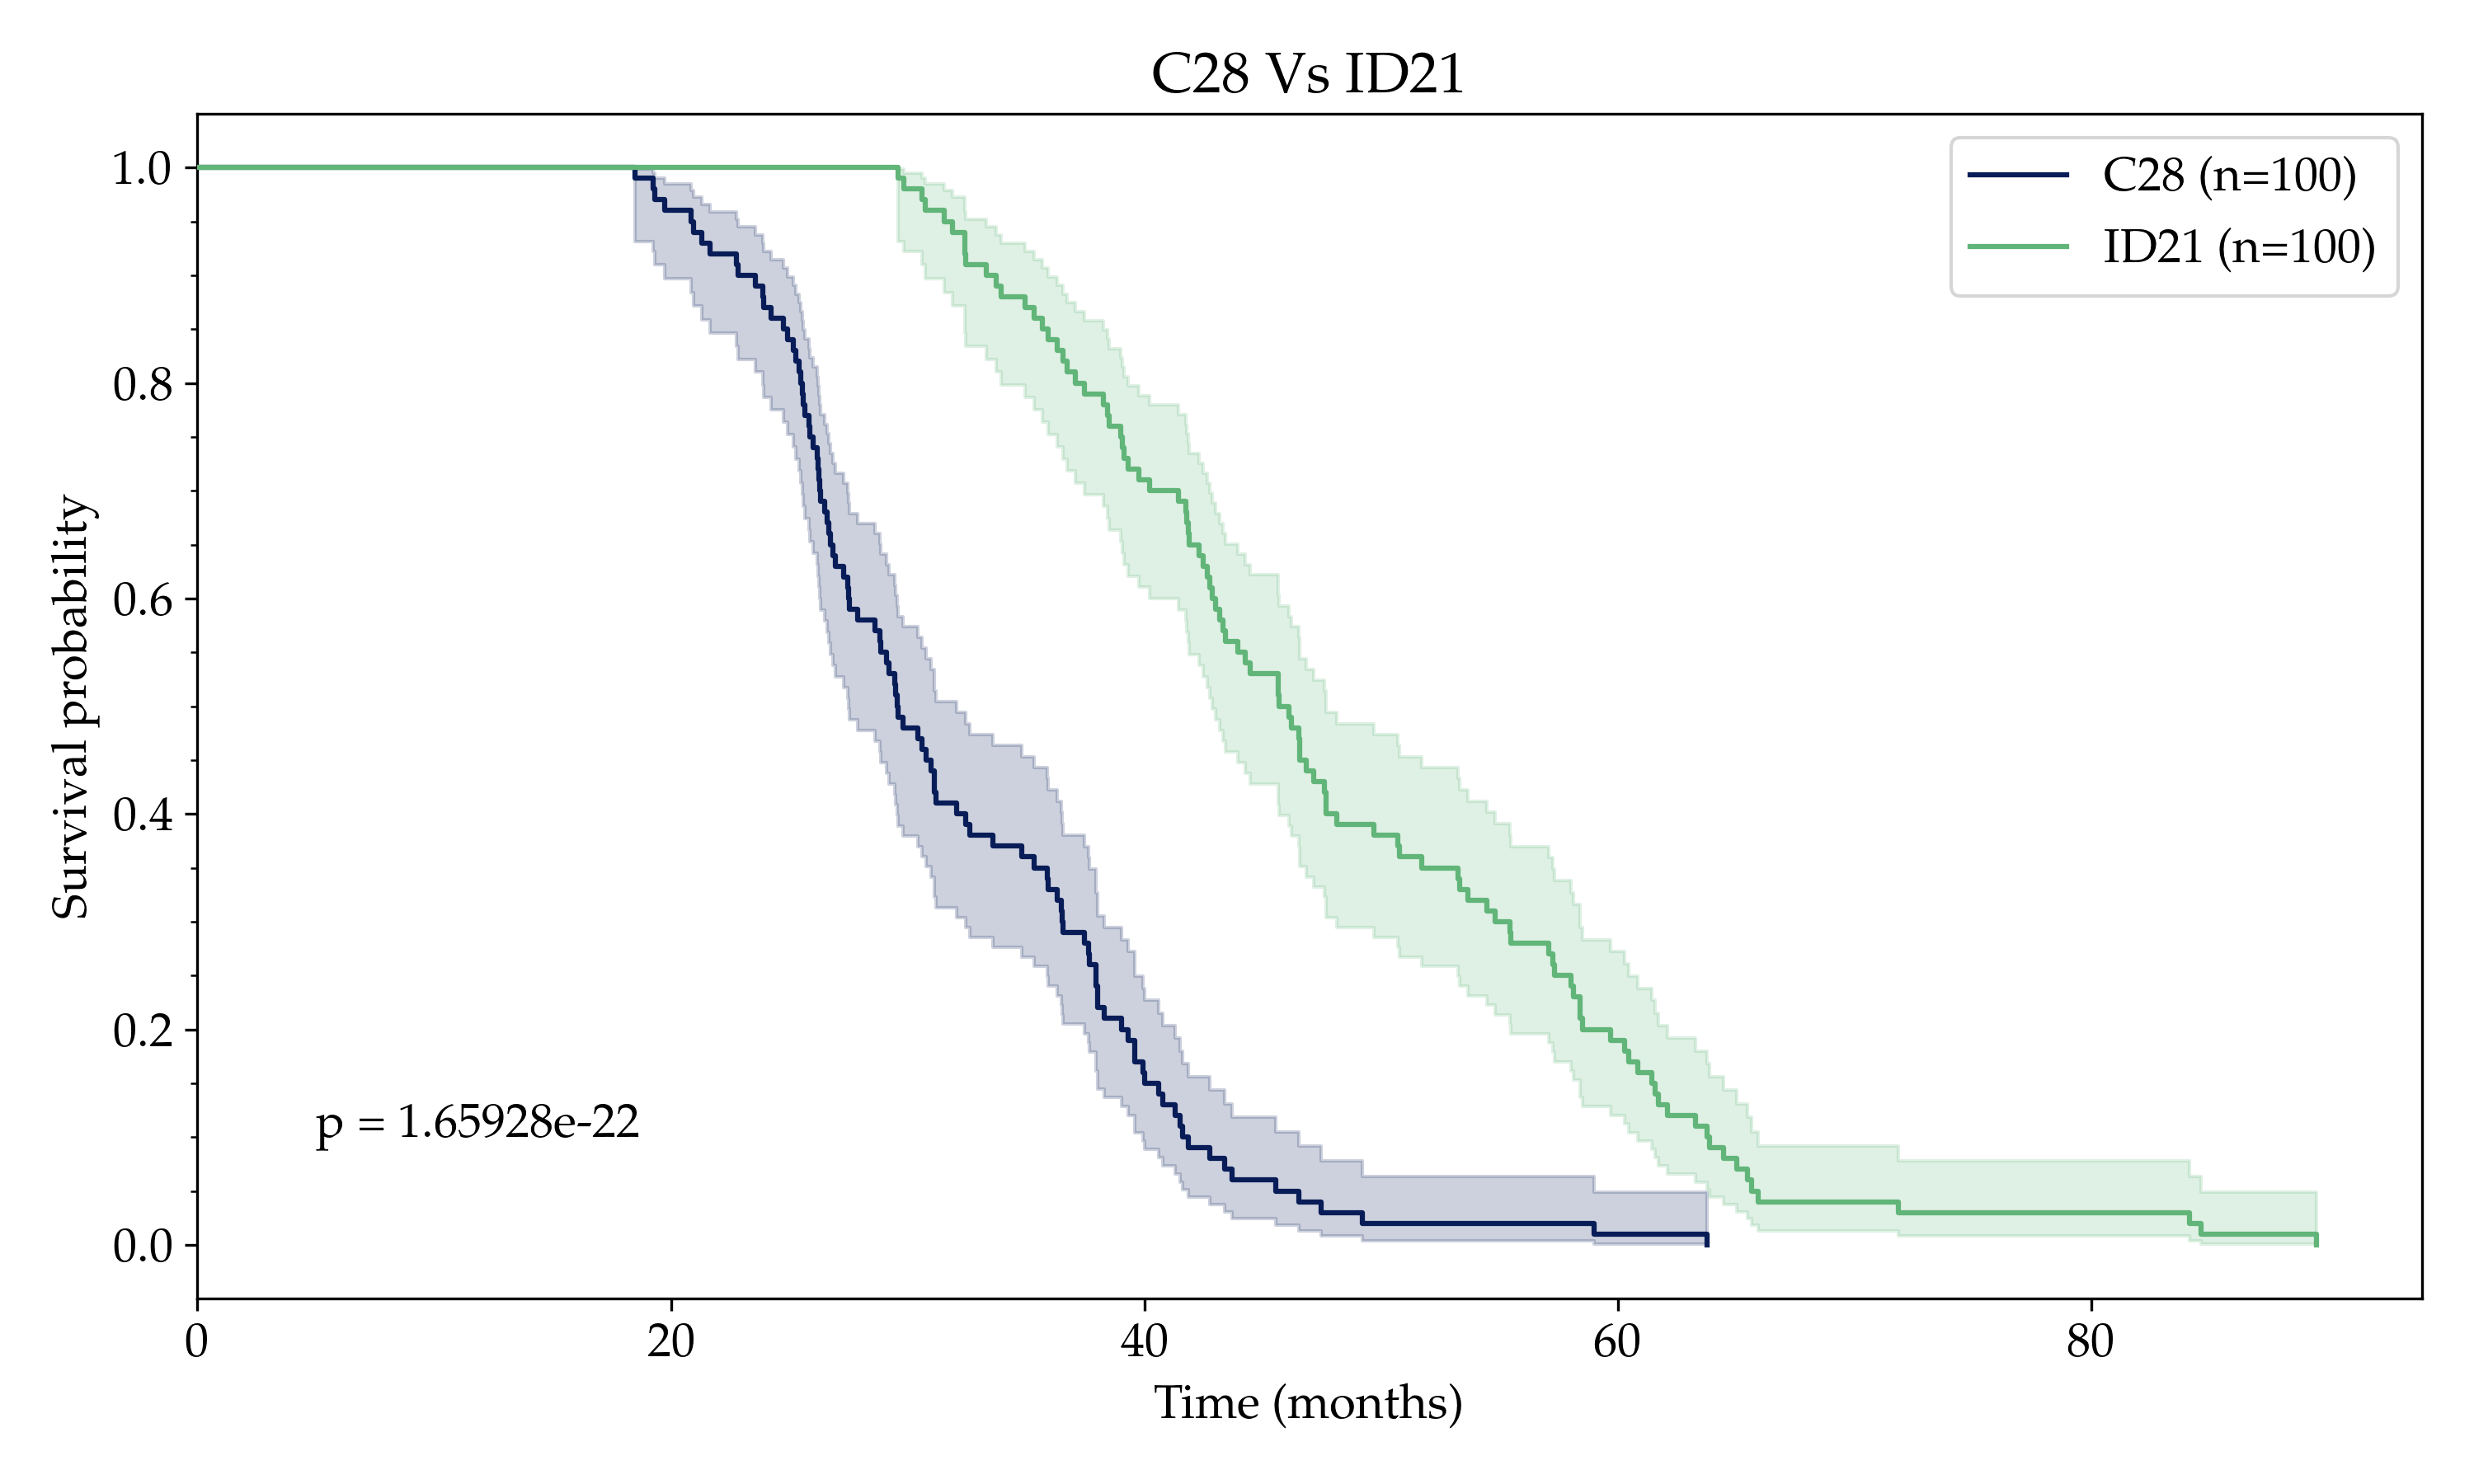 C28 Vs ID21
C28 (n=100)
ID21 (n=100)
Survival probability
1.0
0.8
0.6
0.4
0.2
0.0
p = 1.65928e-22
0 20 40 60 80
Time (months)